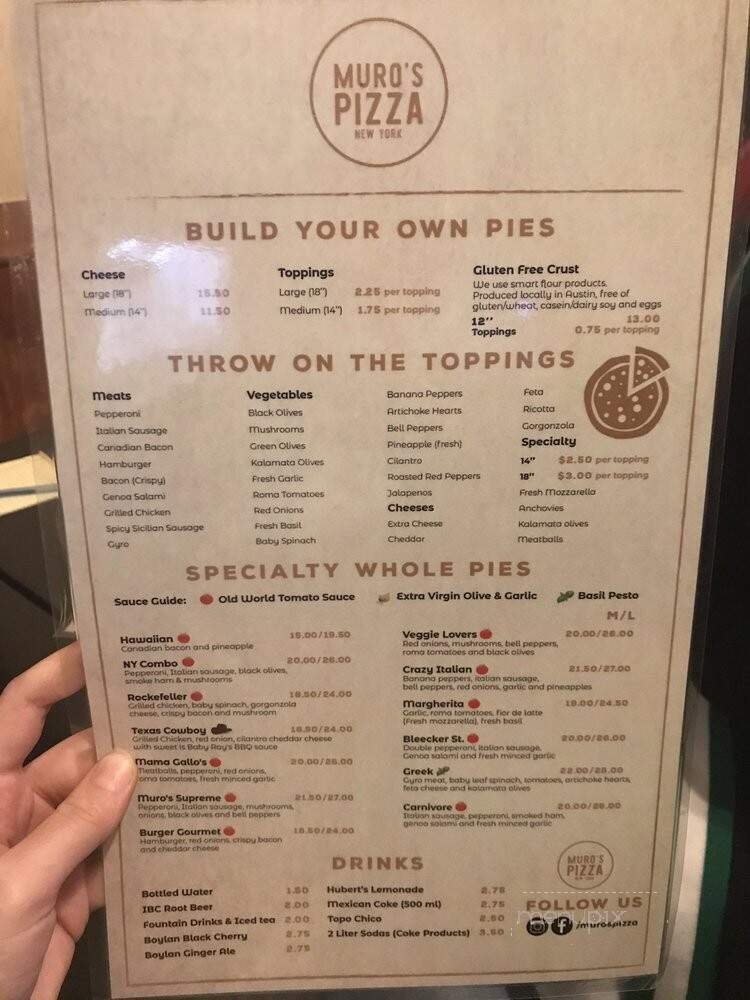 MURO'S
PIZZA
NEW YORK
BUILD YOUR OWN PIES
Cheese
Large (18") 15.50
Medium (14") 11.50
Toppings
Large (18") 2.25 per topping
Medium (14") 1.75 per topping
Gluten Free Crust
We use smart flour products.
Produced locally in Austin, free of
gluten/wheat, casein/dairy soy and eggs
12" 13.00
Toppings 0.75 per topping
THROW ON THE TOPPINGS
Meats
Pepperoni
Italian Sausage
Canadian Bacon
Hamburger
Bacon (Crispy)
Genoa Salami
Grilled Chicken
Spicy Sicilian Sausage
Gyro
Vegetables
Black Olives
Mushrooms
Green Olives
Kalamata Olives
Fresh Garlic
Roma Tomatoes
Red Onions
Fresh Basil
Baby Spinach
Banana Peppers
Artichoke Hearts
Bell Peppers
Pineapple (fresh)
Cilantro
Roasted Red Peppers
Jalapenos
Cheeses
Extra Cheese
Cheddar
Feta
Ricotta
Gorgonzola
Specialty
14" $2.50 per topping
18" $3.00 per topping
Fresh Mozzarella
Anchovies
Kalamata olives
Meatballs
SPECIALTY WHOLE PIES
Sauce Guide: Old World Tomato Sauce Extra Virgin Olive & Garlic Basil Pesto
M/L
Hawaiian 15.00/19.50
Canadian bacon and pineapple
NY Combo 20.00/26.00
Pepperoni, Italian sausage, black olives,
smoke ham & mushrooms
Rockefeller 18.50/24.00
Grilled chicken, baby spinach, gorgonzola
cheese, crispy bacon and mushroom
Texas Cowboy 18.50/24.00
Grilled Chicken, red onion, cilantro cheddar cheese
with sweet is Baby Ray's BBQ sauce
Mama Gallo's 20.00/26.00
Meatballs, pepperoni, red onions,
roma tomatoes, fresh minced garlic
Muro's Supreme 21.50/27.00
Pepperoni, Italian sausage, mushrooms,
onions, black olives and bell peppers
Burger Gourmet 18.50/24.00
Hamburger, red onions, crispy bacon
and cheddar cheese
Veggie Lovers 20.00/26.00
Red onions, mushrooms, bell peppers,
roma tomatoes and black olives
Crazy Italian 21.50/27.00
Banana peppers, italian sausage,
bell peppers, red onions, garlic and pineapples
Margherita 19.00/24.50
Garlic, roma tomatoes, fior de latte
(Fresh mozzarella), fresh basil
Bleecker St. 20.00/26.00
Double pepperoni, italian sausage,
Genoa salami and fresh minced garlic
Greek 22.00/28.00
Gyro meat, baby leaf spinach, tomatoes, artichoke hearts,
feta cheese and kalamata olives
Carnivore 20.00/26.00
Italian sausage, pepperoni, smoked ham,
genoa salami and fresh minced garlic
DRINKS
Bottled Water 1.50
IBC Root Beer 2.00
Fountain Drinks & Iced tea 2.00
Boylan Black Cherry 2.75
Boylan Ginger Ale 2.75
Hubert's Lemonade 2.75
Mexican Coke (500 ml) 2.75
Topo Chico 2.50
2 Liter Sodas (Coke Products) 3.50
MURO'S
PIZZA
NEW YORK
FOLLOW US
/murospizza
menupix